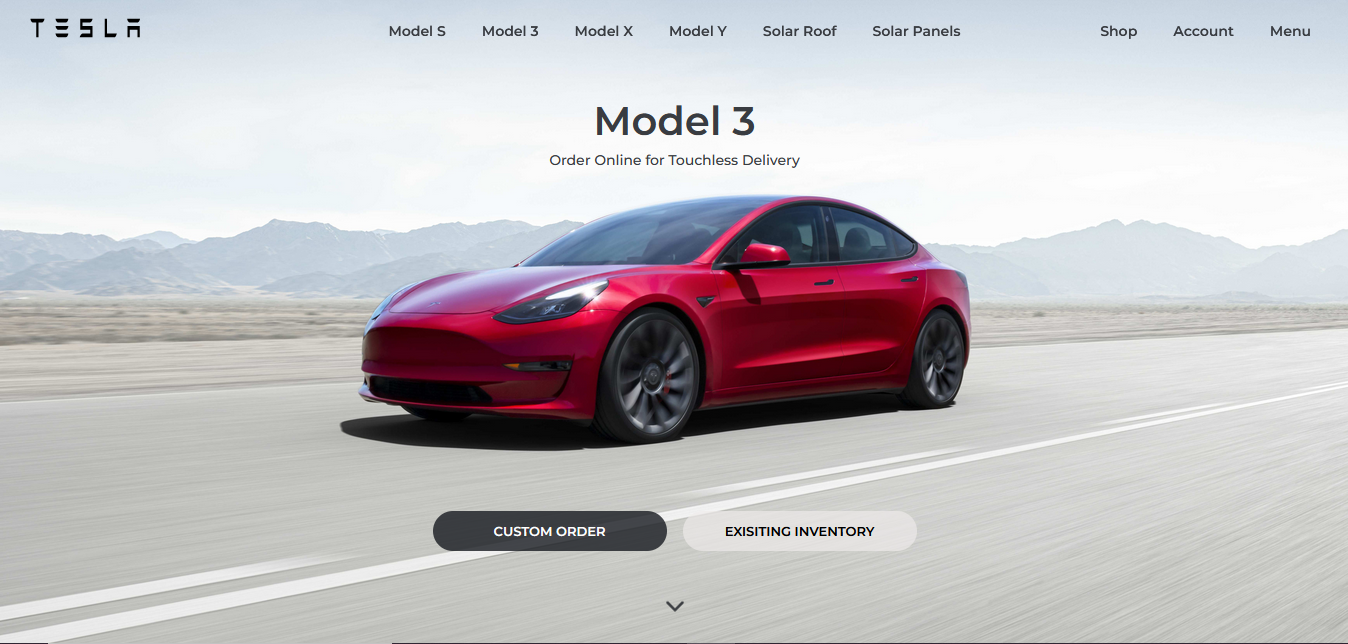 TESLA Model S Model 3 Model X Model Y Solar Roof Solar Panels Shop Account Menu
Model 3
Order Online for Touchless Delivery
CUSTOM ORDER EXISITING INVENTORY